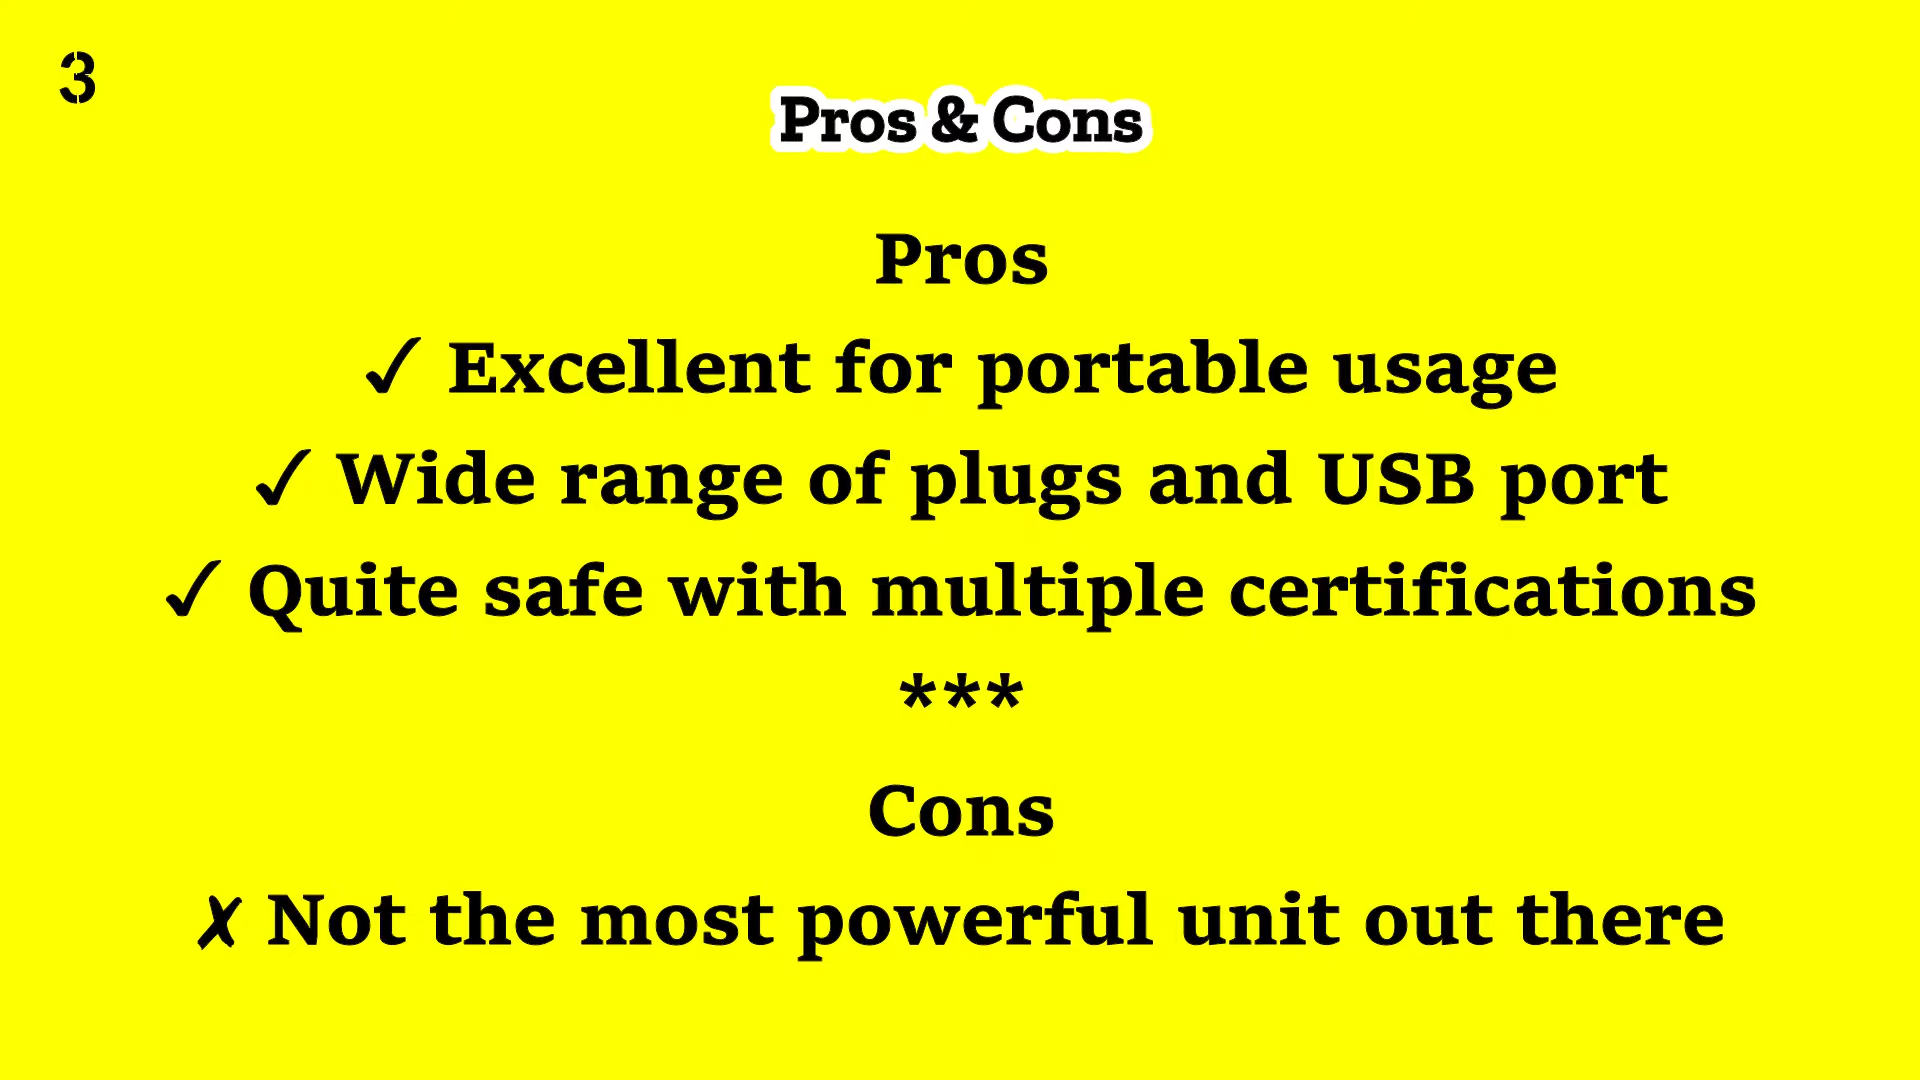 3
Pros & Cons
Pros
✓ Excellent for portable usage
✓ Wide range of plugs and USB port
✓ Quite safe with multiple certifications
***
Cons
✗ Not the most powerful unit out there